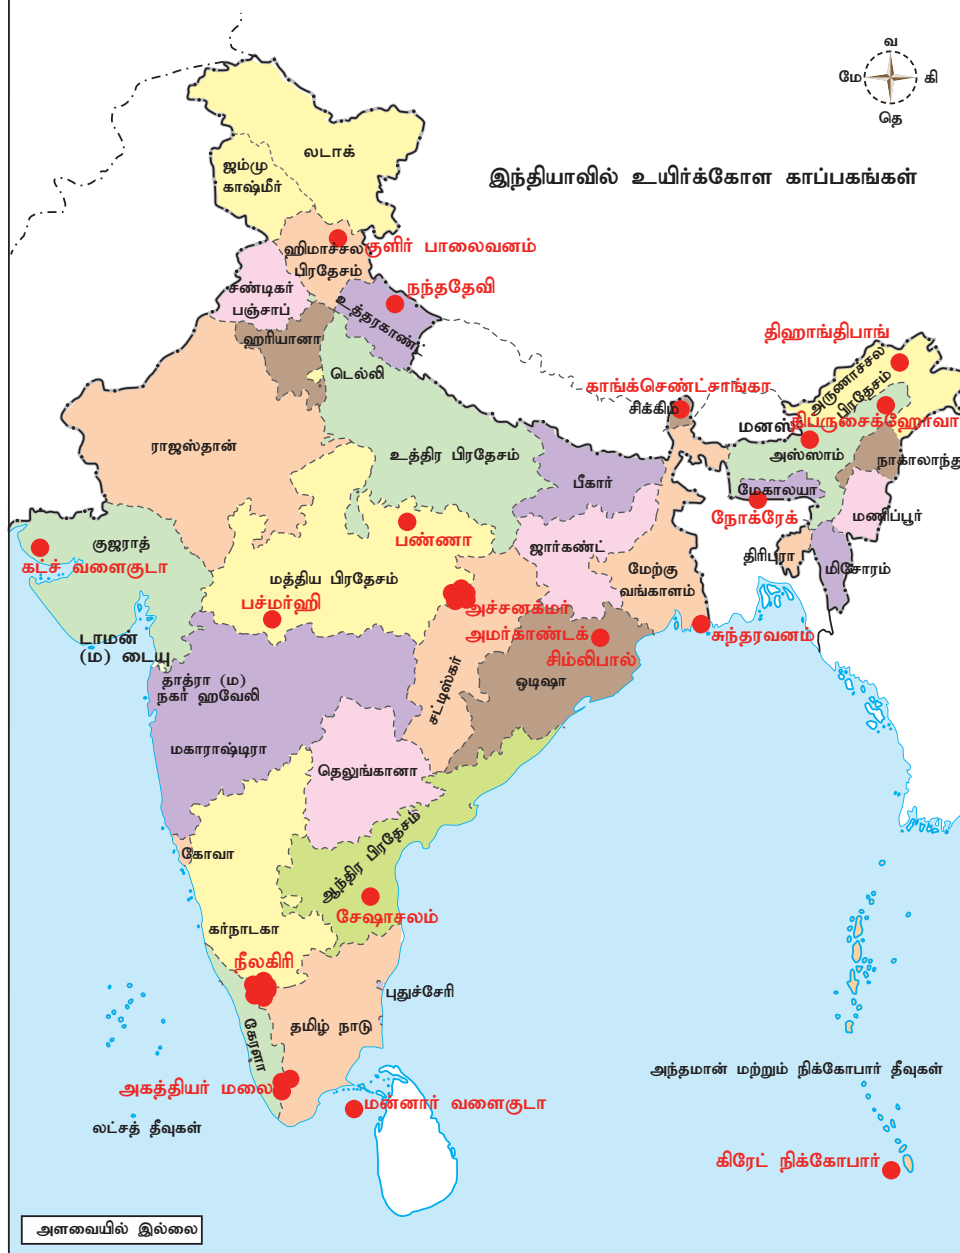 வ
மே
கி
தெ
இந்தியாவில் உயிர்க்கோள காப்பகங்கள்
லடாக்
ஜம்மு
காஷ்மீர்
ஹிமாச்சல
பிரதேசம்
குளிர் பாலைவனம்
சண்டிகர்
பஞ்சாப்
நந்ததேவி
உத்தரகாண்ட
ஹரியானா
டெல்லி
திஹாங்திபாங்
அருணாச்சல
பிரதேசம்
காங்க்செண்ட்சாங்கர
சிக்கிம்
மனஸ்
திபருசைக்ஹோவா
ராஜஸ்தான்
உத்திர பிரதேசம்
அஸ்ஸாம்
நாகாலாந்து
பீகார்
மேகாலயா
நோக்ரேக்
மணிப்பூர்
குஜராத்
கட்ச் வளைகுடா
பண்ணா
ஜார்கண்ட்
திரிபுரா
மிசோரம்
மத்திய பிரதேசம்
மேற்கு
வங்காளம்
பச்மர்ஹி
அச்சனக்மர்
அமர்காண்டக்
சுந்தரவனம்
சிம்லிபால்
டாமன்
(ம) டையு
தாத்ரா (ம)
நகர் ஹவேலி
ஒடிஷா
சட்டிஸ்கர்
மகாராஷ்டிரா
தெலுங்கானா
கோவா
ஆந்திர பிரதேசம்
சேஷாசலம்
கர்நாடகா
நீலகிரி
புதுச்சேரி
கேரளா
தமிழ் நாடு
அந்தமான் மற்றும் நிக்கோபார் தீவுகள்
அகத்தியர் மலை
மன்னார் வளைகுடா
லட்சத் தீவுகள்
கிரேட் நிக்கோபார்
அளவையில் இல்லை